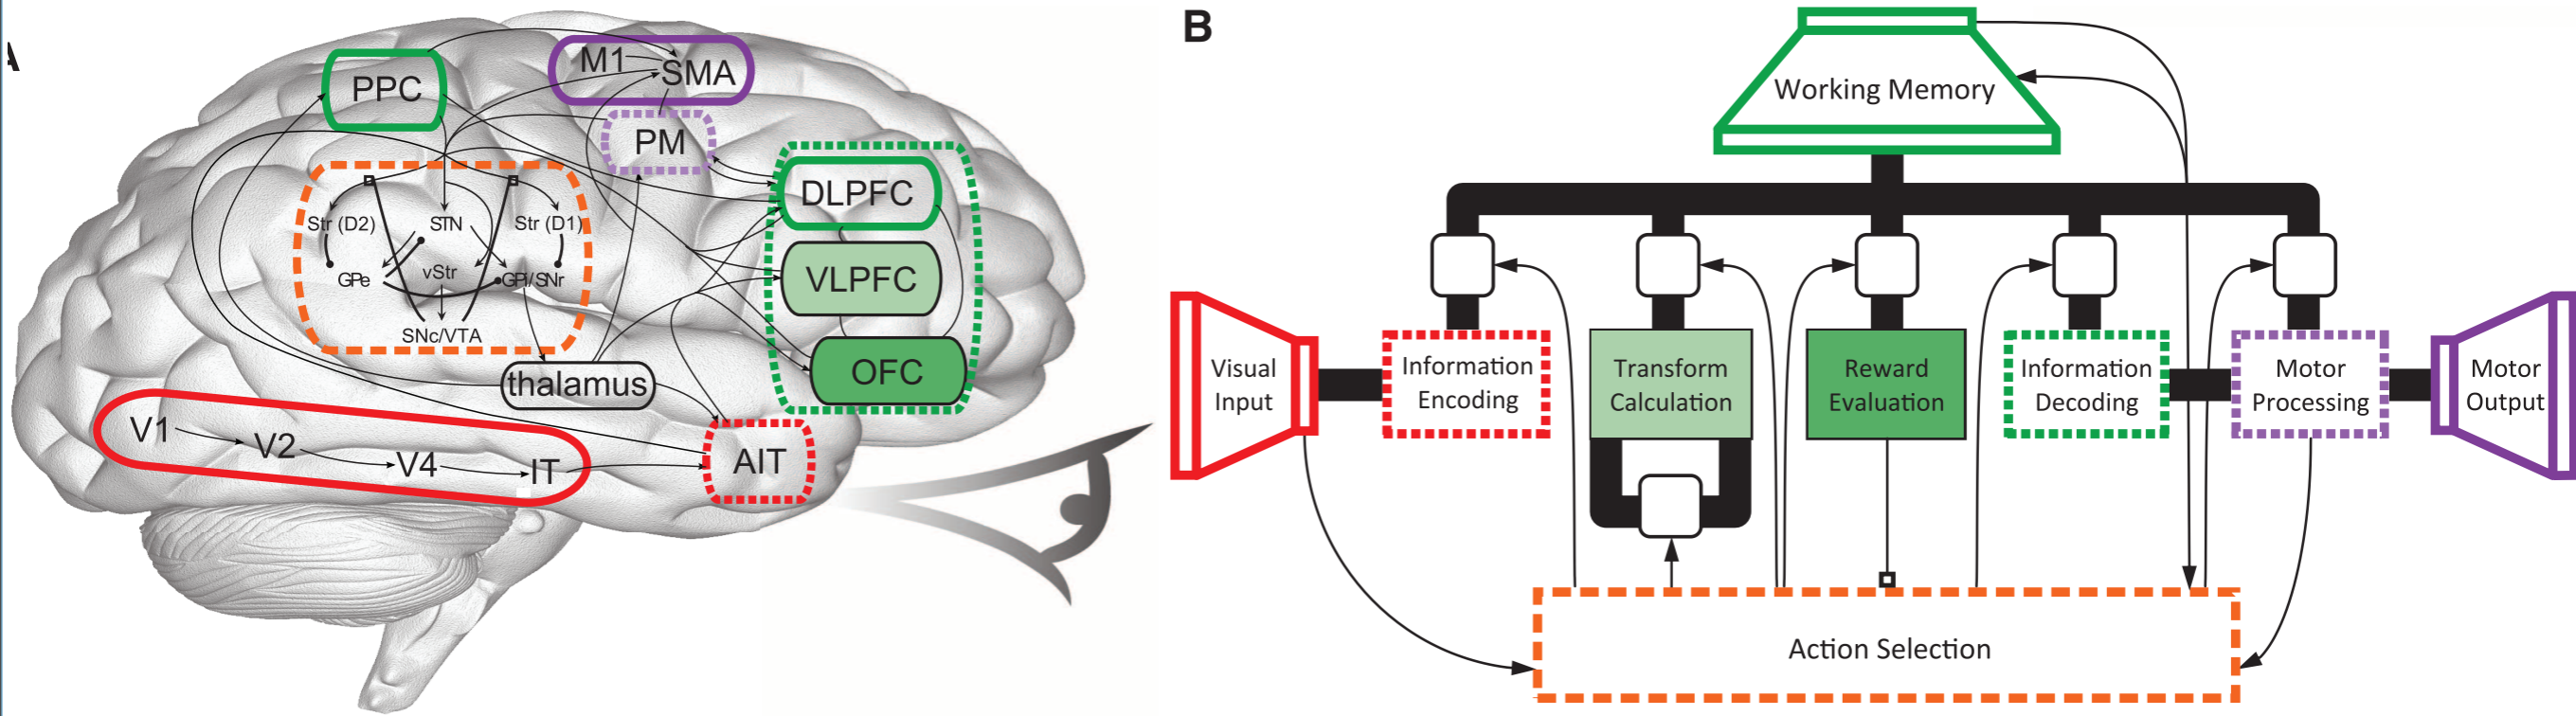 A
PPC
M1
SMA
PM
DLPFC
VLPFC
OFC
Str (D2)
STN
Str (D1)
GPe
vStr
GPi/SNr
SNc/VTA
thalamus
V1
V2
V4
IT
AIT
B
Working Memory
Visual
Input
Information
Encoding
Transform
Calculation
Reward
Evaluation
Information
Decoding
Motor
Processing
Motor
Output
Action Selection